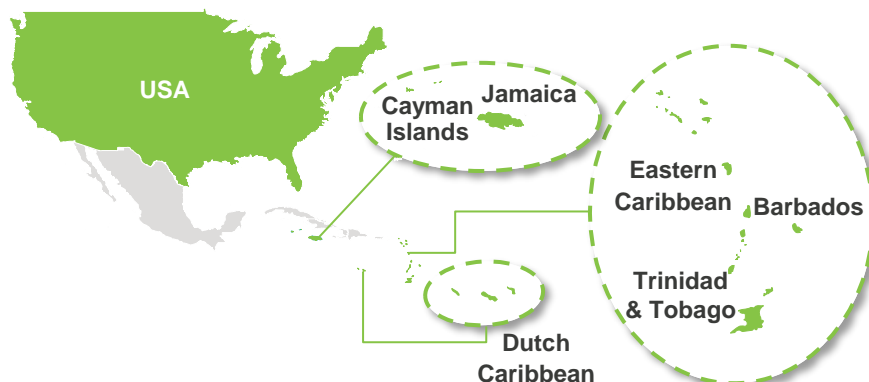 USA
Jamaica
Cayman
Islands
Eastern
Caribbean
Barbados
Trinidad
& Tobago
Dutch
Caribbean